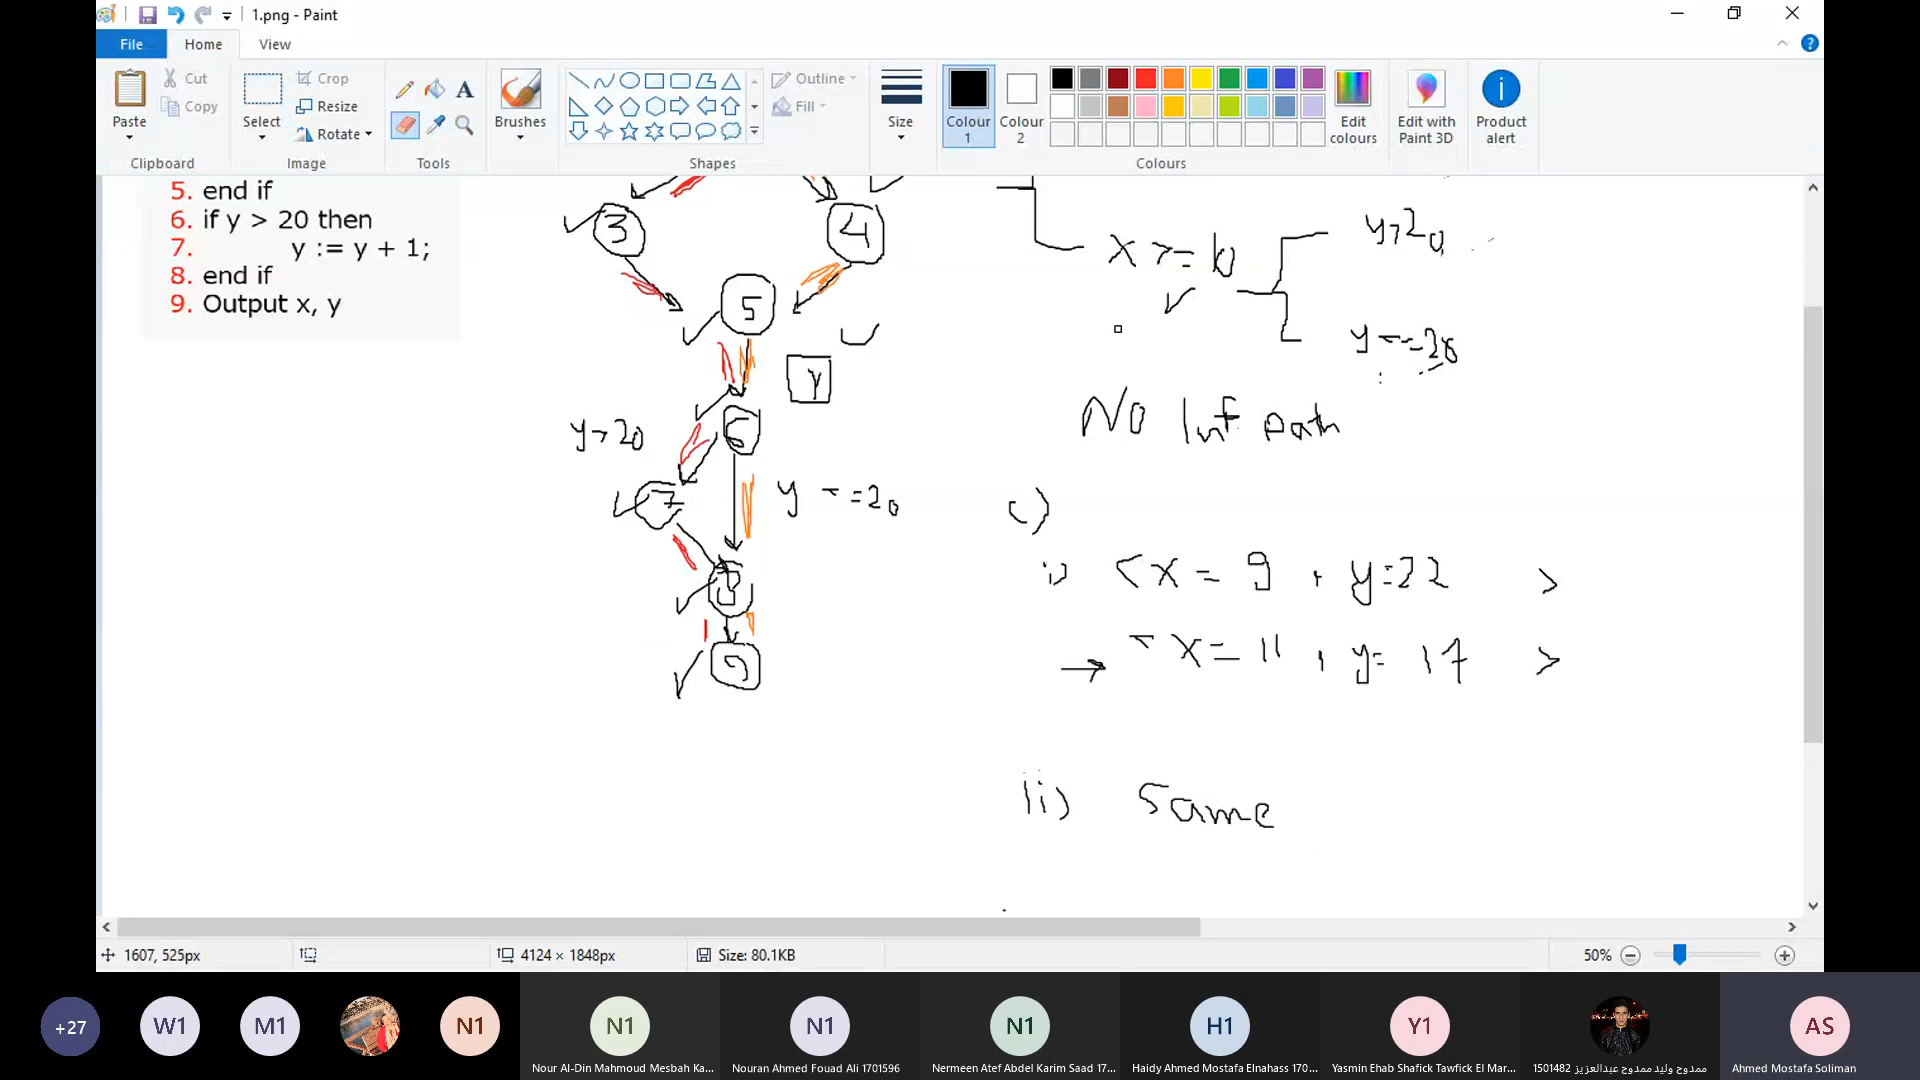 1.png - Paint
File
Home
View
Paste
Cut
Copy
Clipboard
Select
Crop
Resize
Rotate
Image
Tools
Brushes
Shapes
Outline
Fill
Size
Colour 1
Colour 2
Edit colours
Colours
Edit with Paint 3D
Product alert
5. end if
6. if y > 20 then
7. y := y + 1;
8. end if
9. Output x, y
3
4
5
Y
6
y > 20
7
y <= 20
8
9
x >= 10
y > 20
y <= 20
No Inf path
c)
i) < x = 9 , y = 22 >
→ < x = 11 , y = 17 >
ii) Same
1607, 525px
4124 × 1848px
Size: 80.1KB
50%
+27
W1
M1
N1
N1
Nour Al-Din Mahmoud Mesbah Ka...
N1
Nouran Ahmed Fouad Ali 1701596
N1
Nermeen Atef Abdel Karim Saad 17...
H1
Haidy Ahmed Mostafa Elnahass 170...
Y1
Yasmin Ehab Shafick Tawfick El Mar...
ممدوح وليد ممدوح عبدالعزيز 1501482
AS
Ahmed Mostafa Soliman